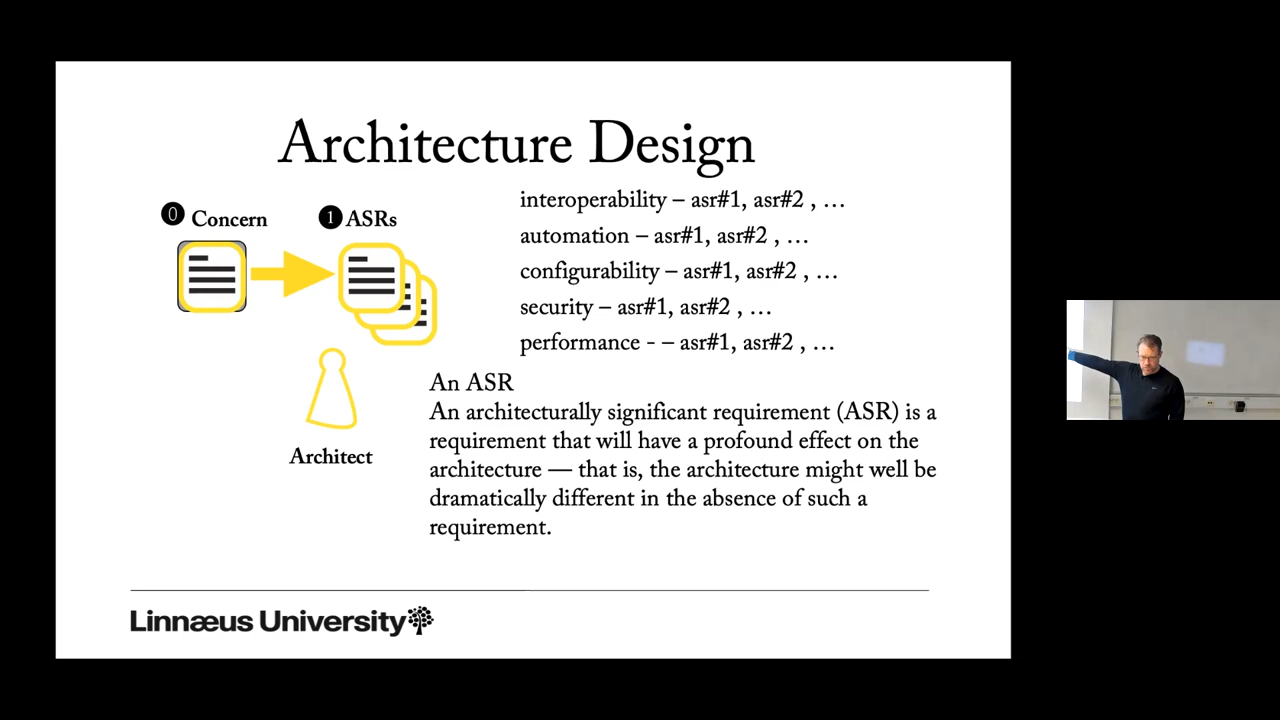 Architecture Design
0 Concern
1 ASRs
interoperability – asr#1, asr#2 , …
automation – asr#1, asr#2 , …
configurability – asr#1, asr#2 , …
security – asr#1, asr#2 , …
performance - – asr#1, asr#2 , …
Architect
An ASR
An architecturally significant requirement (ASR) is a
requirement that will have a profound effect on the
architecture — that is, the architecture might well be
dramatically different in the absence of such a
requirement.
Linnæus University